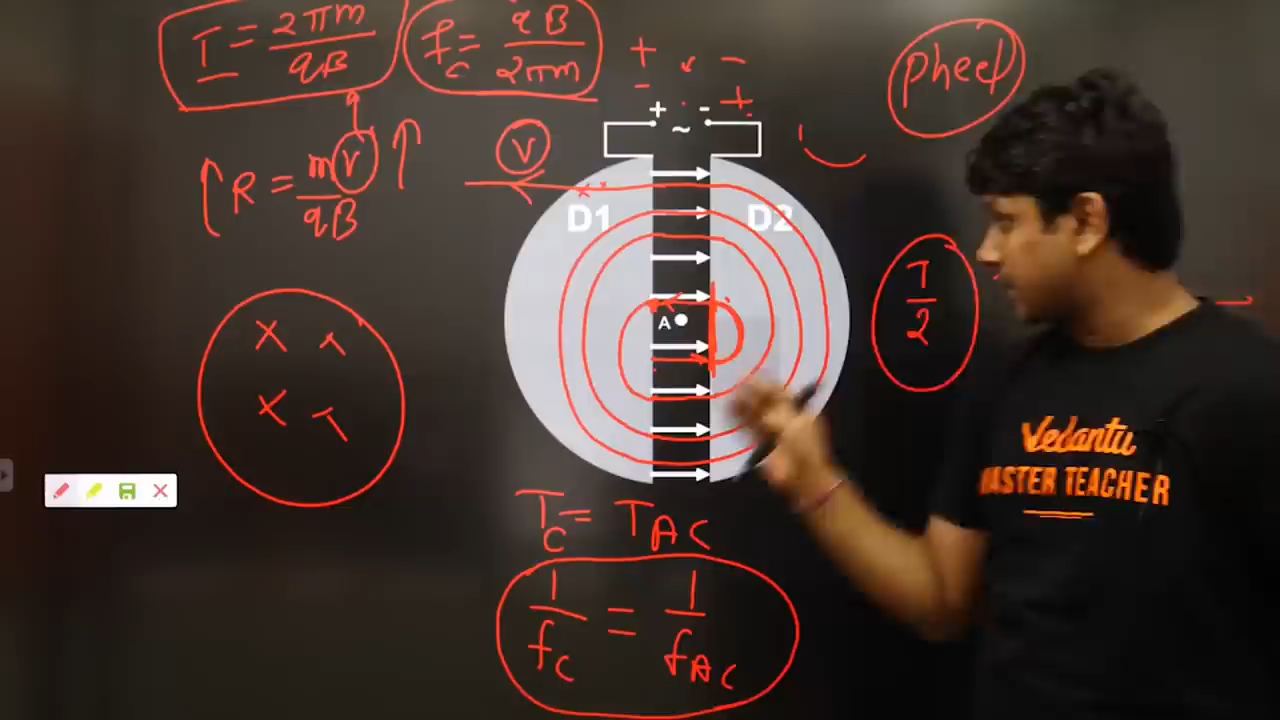 T = 2πm / qB
f_c = qB / 2πm
+ -
- +
+ ~ -
pheel
R = mv / qB
v
D1 D2
A
T / 2
x x
x x
T_c = T_AC
1 / f_c = 1 / f_AC
Vedantu
MASTER TEACHER